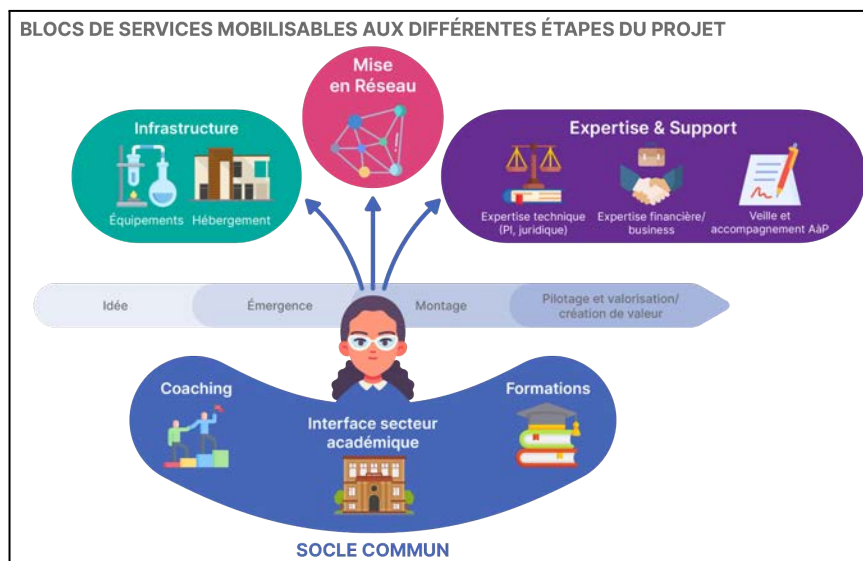 BLOCS DE SERVICES MOBILISABLES AUX DIFFÉRENTES ÉTAPES DU PROJET
Mise
en Réseau
Infrastructure
Équipements
Hébergement
Expertise & Support
Expertise technique
(PI, juridique)
Expertise financière/
business
Veille et
accompagnement AàP
Idée
Émergence
Montage
Pilotage et valorisation/
création de valeur
Coaching
Interface secteur
académique
Formations
SOCLE COMMUN